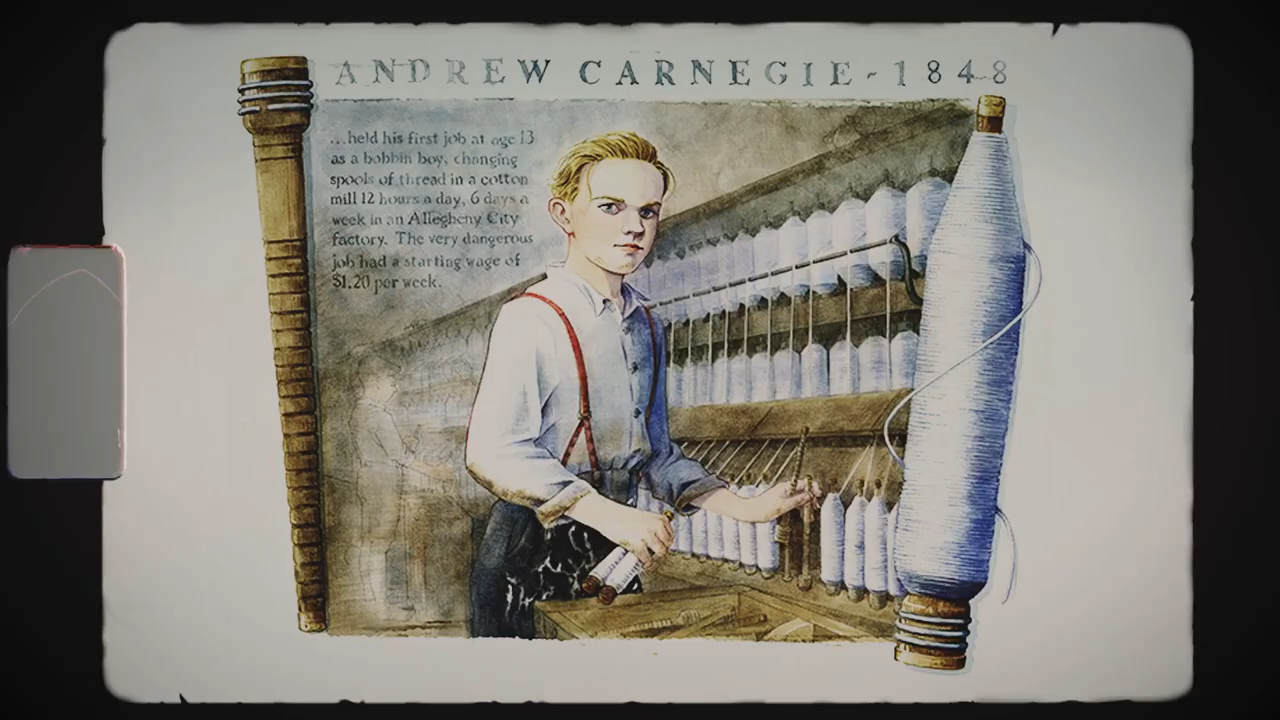 ANDREW CARNEGIE-1848
...held his first job at age 13
as a bobbin boy, changing
spools of thread in a cotton
mill 12 hours a day, 6 days a
week in an Allegheny City
factory. The very dangerous
job had a starting wage of
$1.20 per week.